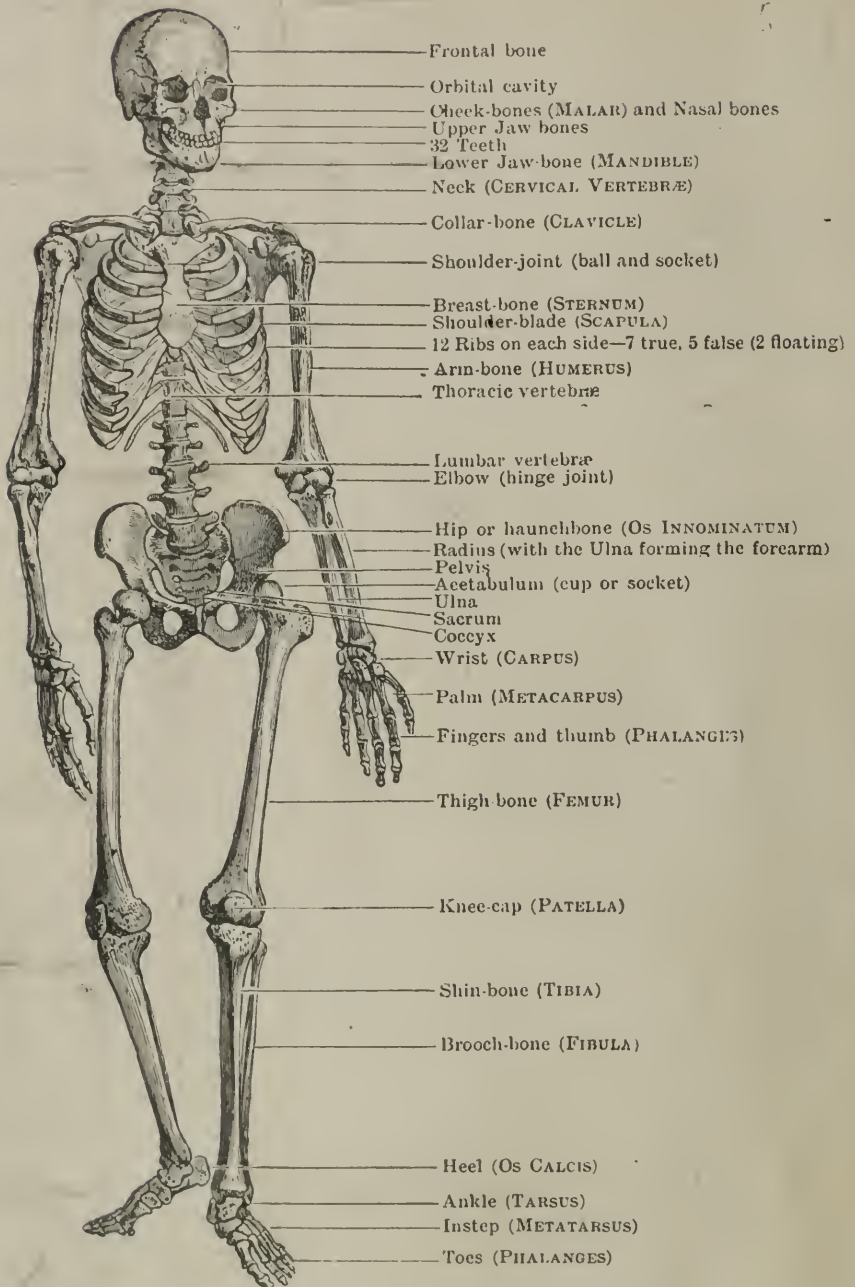 Frontal bone
Orbital cavity
Cheek-bones (MALAR) and Nasal bones
Upper Jaw bones
32 Teeth
Lower Jaw-bone (MANDIBLE)
Neck (CERVICAL VERTEBRÆ)
Collar-bone (CLAVICLE)
Shoulder-joint (ball and socket)
Breast-bone (STERNUM)
Shoulder-blade (SCAPULA)
12 Ribs on each side—7 true, 5 false (2 floating)
Arm-bone (HUMERUS)
Thoracic vertebræ
Lumbar vertebræ
Elbow (hinge joint)
Hip or haunchbone (OS INNOMINATUM)
Radius (with the Ulna forming the forearm)
Pelvis
Acetabulum (cup or socket)
Ulna
Sacrum
Coccyx
Wrist (CARPUS)
Palm (METACARPUS)
Fingers and thumb (PHALANGES)
Thigh bone (FEMUR)
Knee-cap (PATELLA)
Shin-bone (TIBIA)
Brooch-bone (FIBULA)
Heel (OS CALCIS)
Ankle (TARSUS)
Instep (METATARSUS)
Toes (PHALANGES)